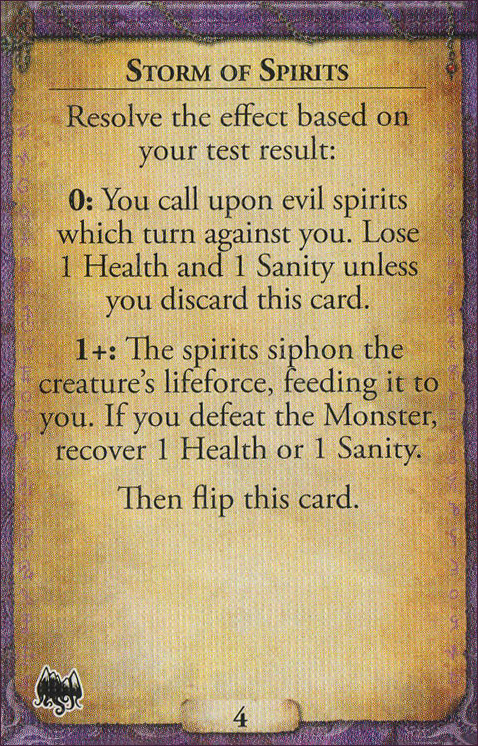 STORM OF SPIRITS
Resolve the effect based on
your test result:
0: You call upon evil spirits
which turn against you. Lose
1 Health and 1 Sanity unless
you discard this card.
1+: The spirits siphon the
creature's lifeforce, feeding it to
you. If you defeat the Monster,
recover 1 Health or 1 Sanity.
Then flip this card.
4